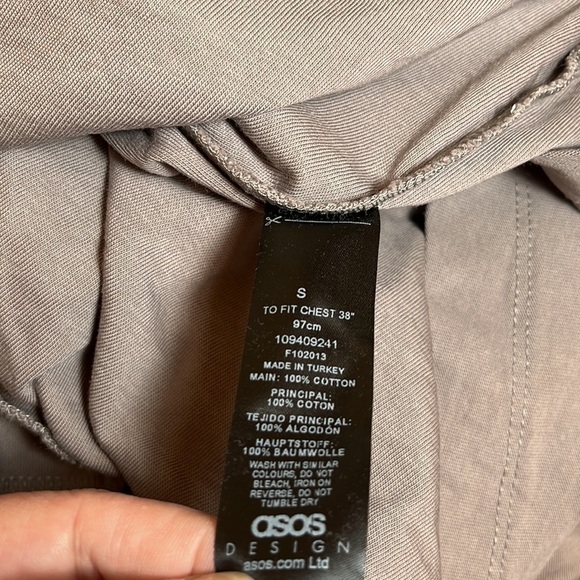 S
TO FIT CHEST 38"
97cm
109409241
F102013
MADE IN TURKEY
MAIN: 100% COTTON
PRINCIPAL:
100% COTON
TEJIDO PRINCIPAL:
100% ALGODÓN
HAUPTSTOFF:
100% BAUMWOLLE
WASH WITH SIMILAR
COLOURS, DO NOT
BLEACH, IRON ON
REVERSE, DO NOT
TUMBLE DRY
asos
DESIGN
asos.com Ltd